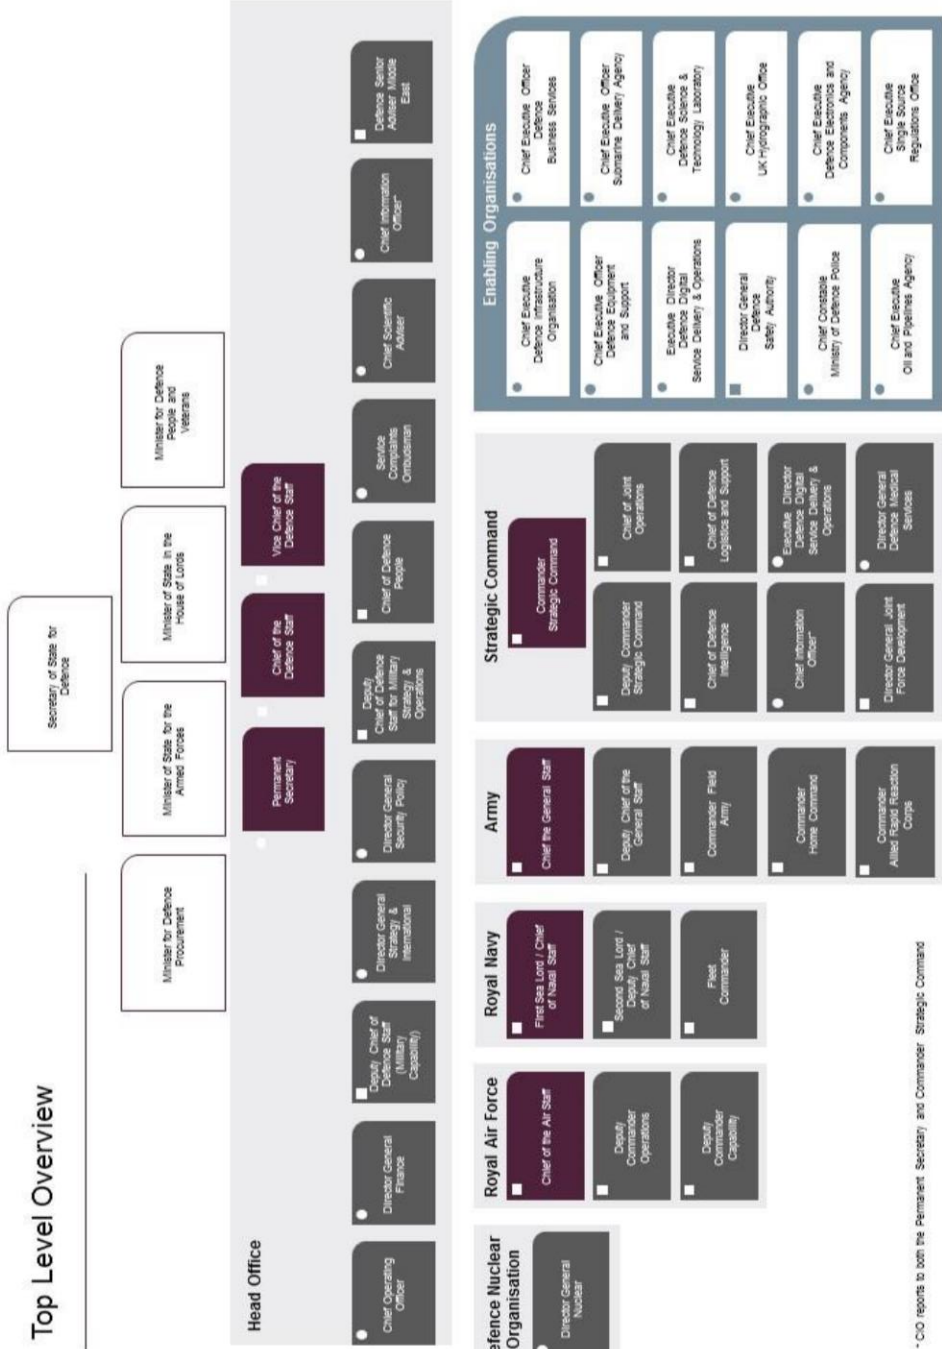 Top Level Overview
Secretary of State for
Defence
Minister for Defence
Procurement
Minister of State for the
Armed Forces
Minister of State in the
House of Lords
Minister for Defence
People and
Veterans
Head Office
Permanent
Secretary
Chief of the
Defence Staff
Vice Chief of the
Defence Staff
Chief Operating
Officer
Director General
Finance
Deputy Chief of
Defence Staff
(Military
Capability)
Director General
Strategy &
International
Director General
Security Policy
Deputy
Chief of Defence
Staff for Military
Strategy &
Operations
Chief of Defence
People
Service
Complaints
Ombudsman
Chief Scientific
Adviser
Chief Information
Officer*
Defence Senior
Adviser Middle
East
efence Nuclear
Organisation
Director General
Nuclear
Royal Air Force
Chief of the Air Staff
Deputy
Commander
Operations
Deputy
Commander
Capability
Royal Navy
First Sea Lord / Chief
of Naval Staff
Second Sea Lord /
Deputy Chief
of Naval Staff
Fleet
Commander
Army
Chief the General Staff
Deputy Chief of the
General Staff
Commander Field
Army
Commander
Home Command
Commander
Allied Rapid Reaction
Corps
Strategic Command
Commander
Strategic Command
Deputy Commander
Strategic Command
Chief of Joint
Operations
Chief of Defence
Intelligence
Chief of Defence
Logistics and Support
Chief Information
Officer*
Executive Director
Defence Digital
Service Delivery &
Operations
Director General Joint
Force Development
Director General
Defence Medical
Services
Enabling Organisations
Chief Executive
Defence Infrastructure
Organisation
Chief Executive Officer
Defence
Business Services
Chief Executive Officer
Defence Equipment
and Support
Chief Executive Officer
Submarine Delivery Agency
Executive Director
Defence Digital
Service Delivery & Operations
Chief Executive
Defence Science &
Technology Laboratory
Director General
Defence
Safety Authority
Chief Executive
UK Hydrographic Office
Chief Constable
Ministry of Defence Police
Chief Executive
Defence Electronics and
Components Agency
Chief Executive
Oil and Pipelines Agency
Chief Executive
Single Source
Regulations Office
* CIO reports to both the Permanent Secretary and Commander Strategic Command